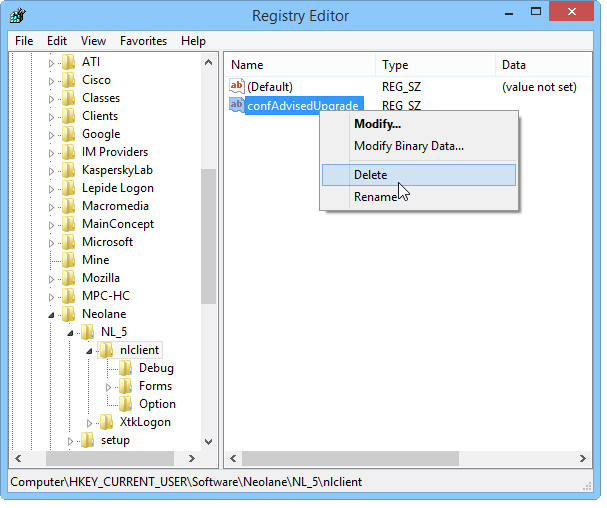 Registry Editor
File Edit View Favorites Help
ATI
Cisco
Classes
Clients
Google
IM Providers
KasperskyLab
Lepide Logon
Macromedia
MainConcept
Microsoft
Mine
Mozilla
MPC-HC
Neolane
NL_5
nlclient
Debug
Forms
Option
XtkLogon
setup
Name Type Data
ab (Default) REG_SZ (value not set)
ab confAdvisedUpgrade REG_SZ
Modify...
Modify Binary Data...
Delete
Rename
Computer\HKEY_CURRENT_USER\Software\Neolane\NL_5\nlclient